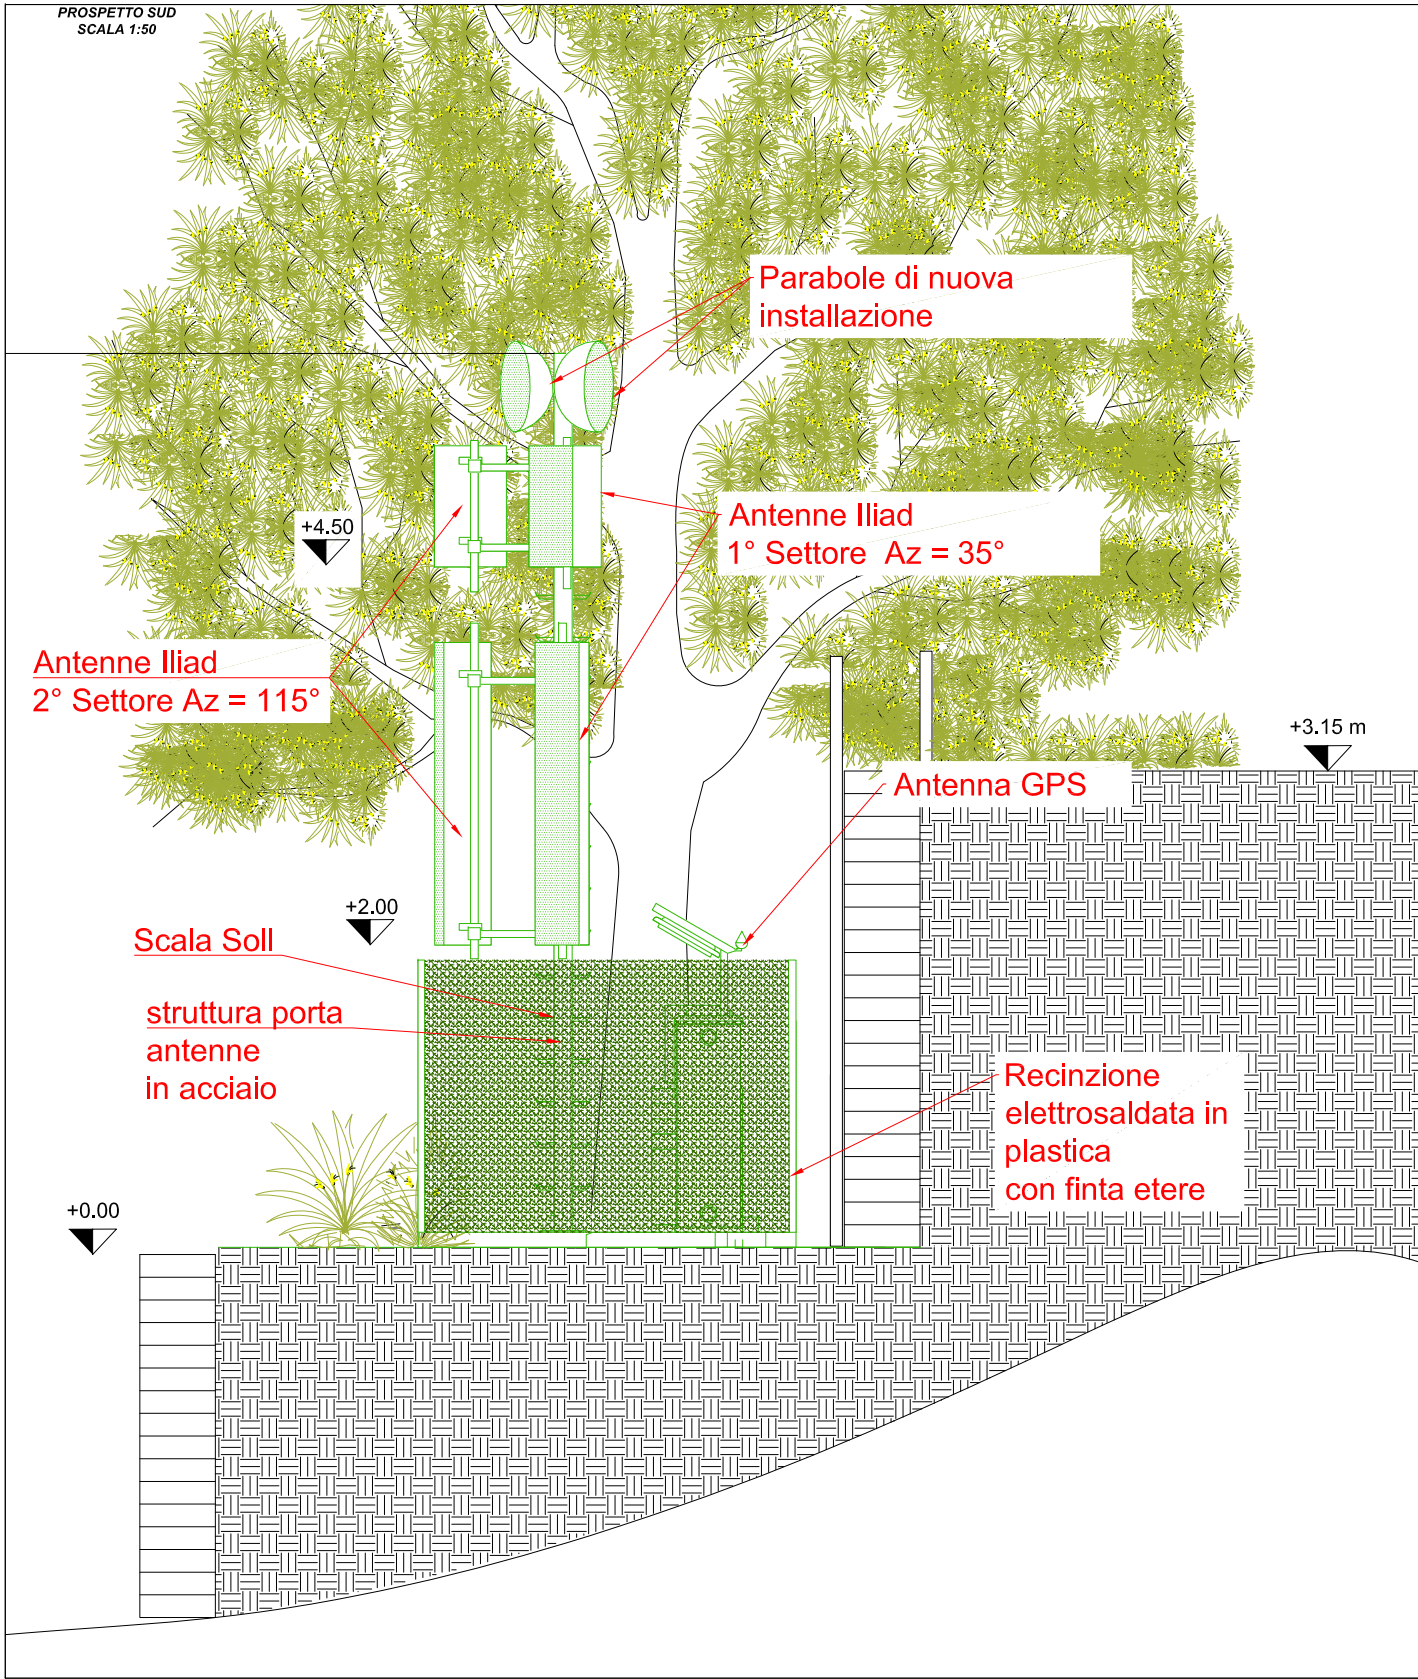 PROSPETTO SUD
SCALA 1:50
Parabole di nuova
installazione
Antenne Iliad
1° Settore Az = 35°
+4.50
Antenne Iliad
2° Settore Az = 115°
+3.15 m
Antenna GPS
+2.00
Scala Soll
struttura porta
antenne
in acciaio
Recinzione
elettrosaldata in
plastica
con finta etere
+0.00